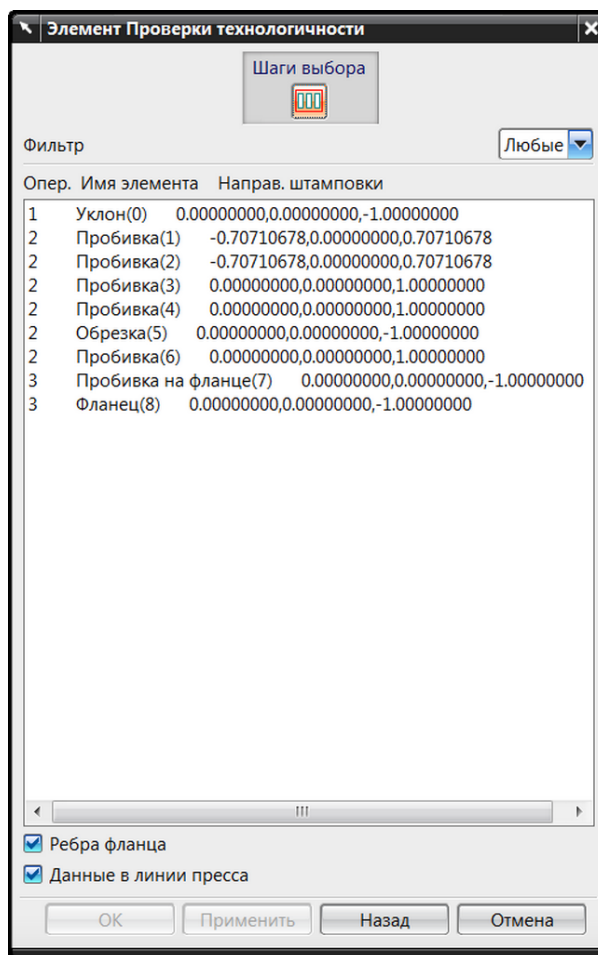 Элемент Проверки технологичности
Шаги выбора
Фильтр Любые
Опер. Имя элемента Направ. штамповки
1 Уклон(0) 0.00000000,0.00000000,-1.00000000
2 Пробивка(1) -0.70710678,0.00000000,0.70710678
2 Пробивка(2) -0.70710678,0.00000000,0.70710678
2 Пробивка(3) 0.00000000,0.00000000,1.00000000
2 Пробивка(4) 0.00000000,0.00000000,1.00000000
2 Обрезка(5) 0.00000000,0.00000000,-1.00000000
2 Пробивка(6) 0.00000000,0.00000000,1.00000000
3 Пробивка на фланце(7) 0.00000000,0.00000000,-1.00000000
3 Фланец(8) 0.00000000,0.00000000,-1.00000000
Ребра фланца
Данные в линии пресса
ОК Применить Назад Отмена